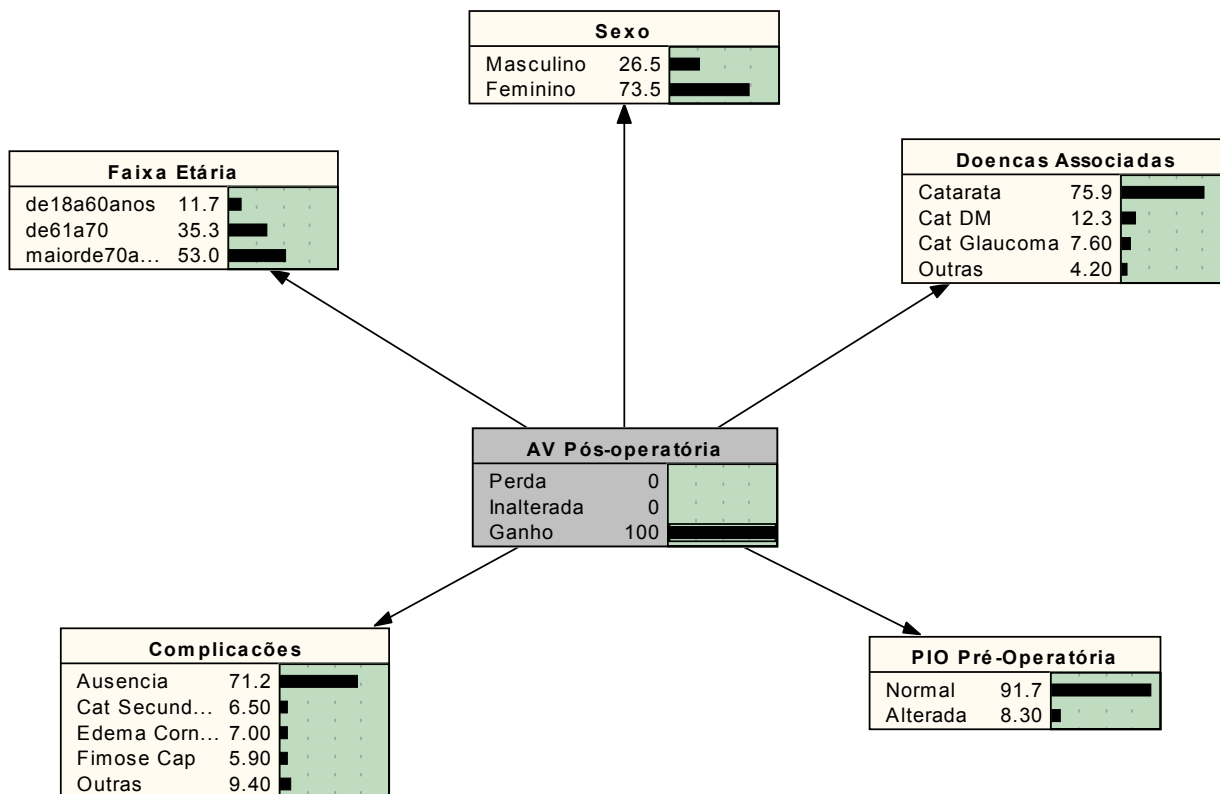 Sexo
Masculino 26.5
Feminino 73.5
Faixa Etária
de18a60anos 11.7
de61a70 35.3
maiorde70a... 53.0
Doencas Associadas
Catarata 75.9
Cat DM 12.3
Cat Glaucoma 7.60
Outras 4.20
AV Pós-operatória
Perda 0
Inalterada 0
Ganho 100
Complicacões
Ausencia 71.2
Cat Secund... 6.50
Edema Corn... 7.00
Fimose Cap 5.90
Outras 9.40
PIO Pré-Operatória
Normal 91.7
Alterada 8.30